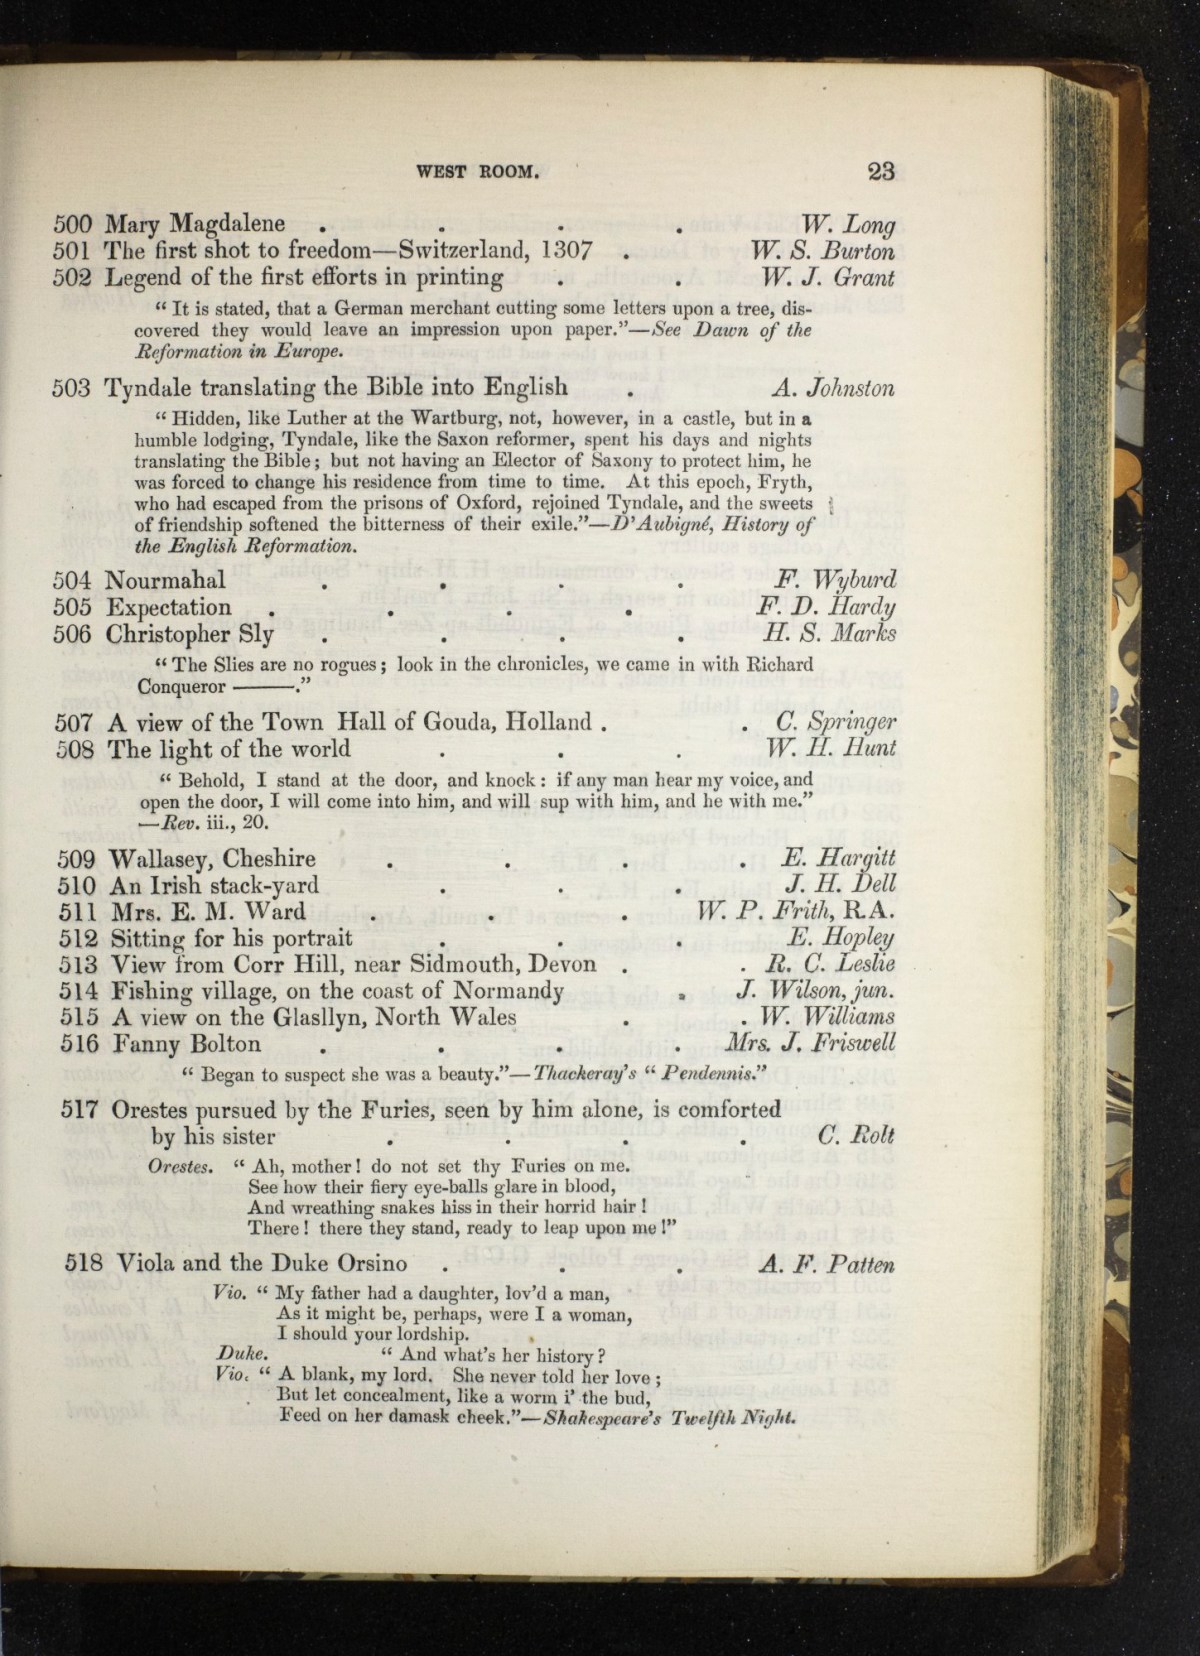 WEST ROOM. 23
500 Mary Magdalene . . . . W. Long
501 The first shot to freedom—Switzerland, 1307 . W. S. Burton
502 Legend of the first efforts in printing . . W. J. Grant
“ It is stated, that a German merchant cutting some letters upon a tree, dis-
covered they would leave an impression upon paper.”—See Dawn of the
Reformation in Europe.
503 Tyndale translating the Bible into English . A. Johnston
“ Hidden, like Luther at the Wartburg, not, however, in a castle, but in a
humble lodging, Tyndale, like the Saxon reformer, spent his days and nights
translating the Bible; but not having an Elector of Saxony to protect him, he
was forced to change his residence from time to time. At this epoch, Fryth,
who had escaped from the prisons of Oxford, rejoined Tyndale, and the sweets
of friendship softened the bitterness of their exile.”—D’Aubigné, History of
the English Reformation.
504 Nourmahal . . . . F. Wyburd
505 Expectation . . . . F. D. Hardy
506 Christopher Sly . . . . H. S. Marks
“ The Slies are no rogues; look in the chronicles, we came in with Richard
Conqueror ———.”
507 A view of the Town Hall of Gouda, Holland . . C. Springer
508 The light of the world . . . W. H. Hunt
“ Behold, I stand at the door, and knock: if any man hear my voice, and
open the door, I will come into him, and will sup with him, and he with me.”
—Rev. iii., 20.
509 Wallasey, Cheshire . . . . E. Hargitt
510 An Irish stack-yard . . . J. H. Dell
511 Mrs. E. M. Ward . . . W. P. Frith, R.A.
512 Sitting for his portrait . . . E. Hopley
513 View from Corr Hill, near Sidmouth, Devon . . R. C. Leslie
514 Fishing village, on the coast of Normandy . J. Wilson, jun.
515 A view on the Glasllyn, North Wales . . W. Williams
516 Fanny Bolton . . . . Mrs. J. Friswell
“ Began to suspect she was a beauty.”—Thackeray’s “ Pendennis.”
517 Orestes pursued by the Furies, seen by him alone, is comforted
by his sister . . . . C. Rolt
Orestes. “ Ah, mother! do not set thy Furies on me.
See how their fiery eye-balls glare in blood,
And wreathing snakes hiss in their horrid hair !
There ! there they stand, ready to leap upon me !”
518 Viola and the Duke Orsino . . . A. F. Patten
Vio. “ My father had a daughter, lov’d a man,
As it might be, perhaps, were I a woman,
I should your lordship.
Duke. “ And what’s her history ?
Vio. “ A blank, my lord. She never told her love ;
But let concealment, like a worm i’ the bud,
Feed on her damask cheek.”—Shakespeare’s Twelfth Night.